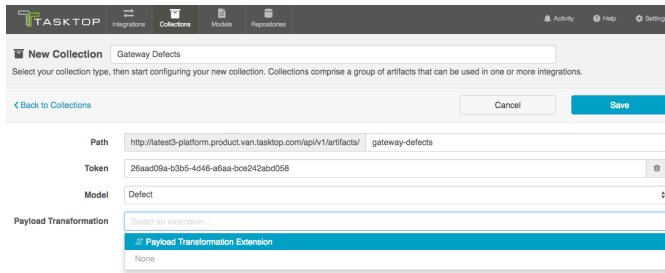 TASKTOP
Integrations
Collections
Models
Repositories
Activity
Help
Setting
New Collection
Gateway Defects
Select your collection type, then start configuring your new collection. Collections comprise a group of artifacts that can be used in one or more integrations.
Back to Collections
Cancel
Save
Path
http://latest3-platform.product.van.tasktop.com/api/v1/artifacts/
gateway-defects
Token
26aad09a-b3b5-4d46-a6aa-bce242abd058
Model
Defect
Payload Transformation
Select an extension...
Payload Transformation Extension
None